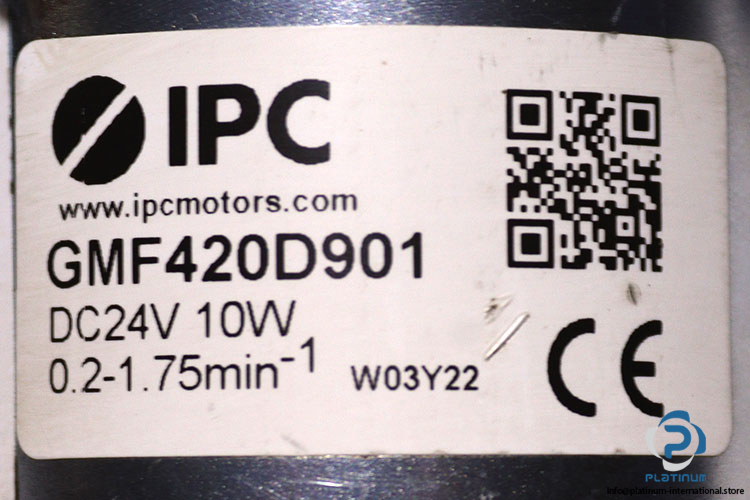 IPC
www.ipcmotors.com
GMF420D901
DC24V 10W
0.2-1.75min⁻¹
W03Y22
CE
PLATINUM
info@platinum-international.store